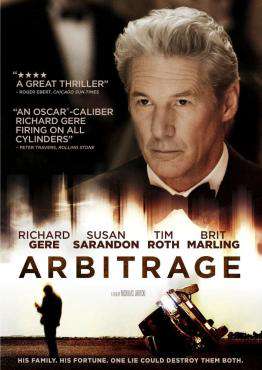 "★★★★
A GREAT THRILLER"
– ROGER EBERT, CHICAGO SUN TIMES
"AN OSCAR®-CALIBER
RICHARD GERE
FIRING ON ALL
CYLINDERS"
– PETER TRAVERS, ROLLING STONE
RICHARD GERE
SUSAN SARANDON
TIM ROTH
BRIT MARLING
ARBITRAGE
A FILM BY NICHOLAS JARECKI
HIS FAMILY. HIS FORTUNE. ONE LIE COULD DESTROY THEM BOTH.